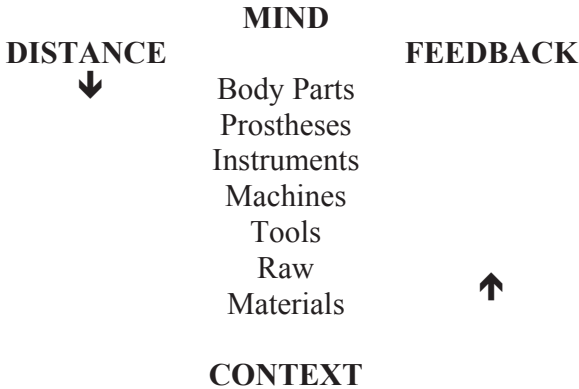 MIND
DISTANCE FEEDBACK
Body Parts
Prostheses
Instruments
Machines
Tools
Raw
Materials
CONTEXT